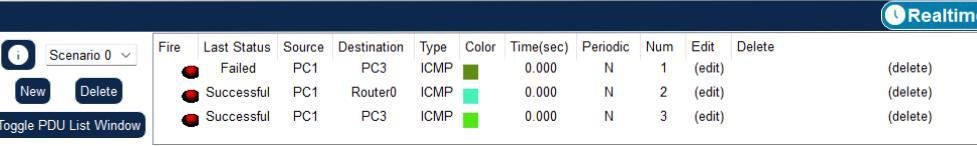 Realtime
Scenario 0
New Delete
Toggle PDU List Window
Fire Last Status Source Destination Type Color Time(sec) Periodic Num Edit Delete
Failed PC1 PC3 ICMP 0.000 N 1 (edit) (delete)
Successful PC1 Router0 ICMP 0.000 N 2 (edit) (delete)
Successful PC1 PC3 ICMP 0.000 N 3 (edit) (delete)